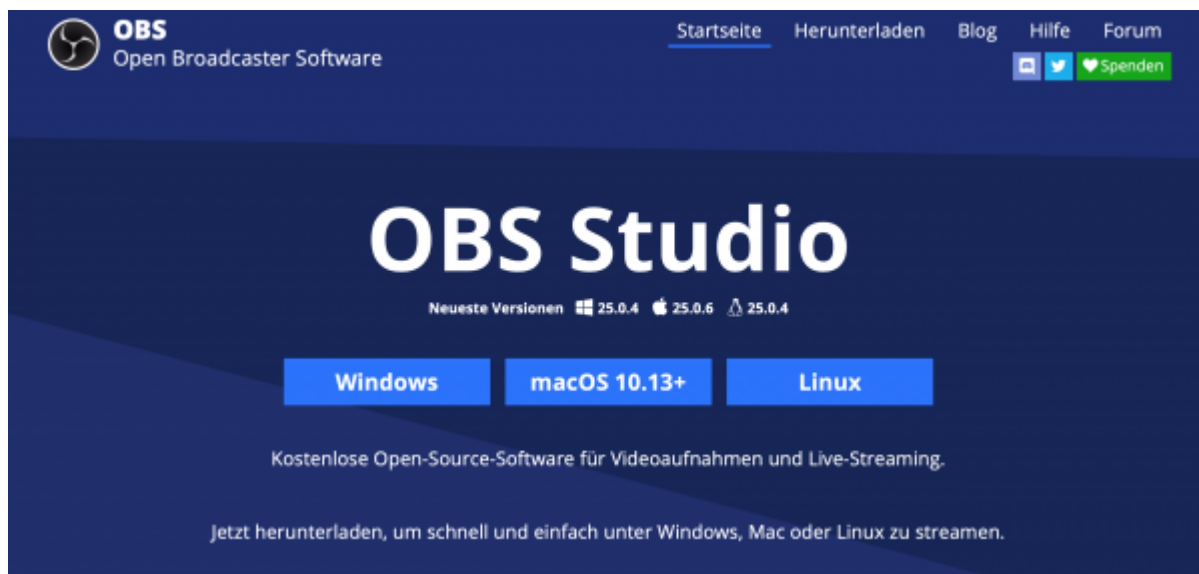 OBS
Open Broadcaster Software
Startseite Herunterladen Blog Hilfe Forum
Spenden
OBS Studio
Neueste Versionen 25.0.4 25.0.6 25.0.4
Windows macOS 10.13+ Linux
Kostenlose Open-Source-Software für Videoaufnahmen und Live-Streaming.
Jetzt herunterladen, um schnell und einfach unter Windows, Mac oder Linux zu streamen.